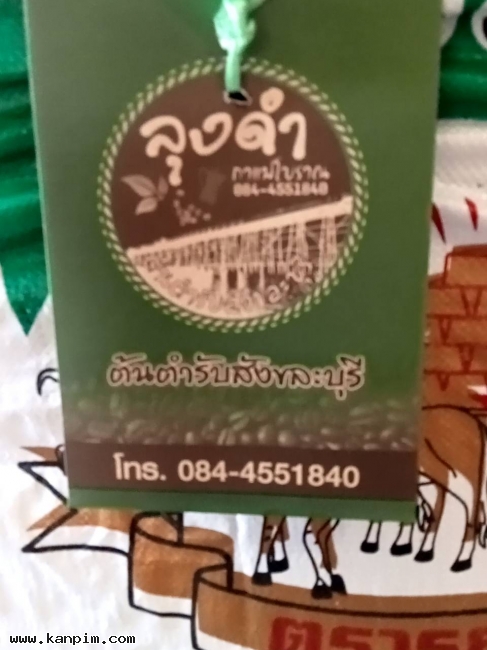 ลุงดำ
กาแฟโบราณ
084-4551840
ต้นตำรับสังขละบุรี
โทร. 084-4551840
www.kanpim.com